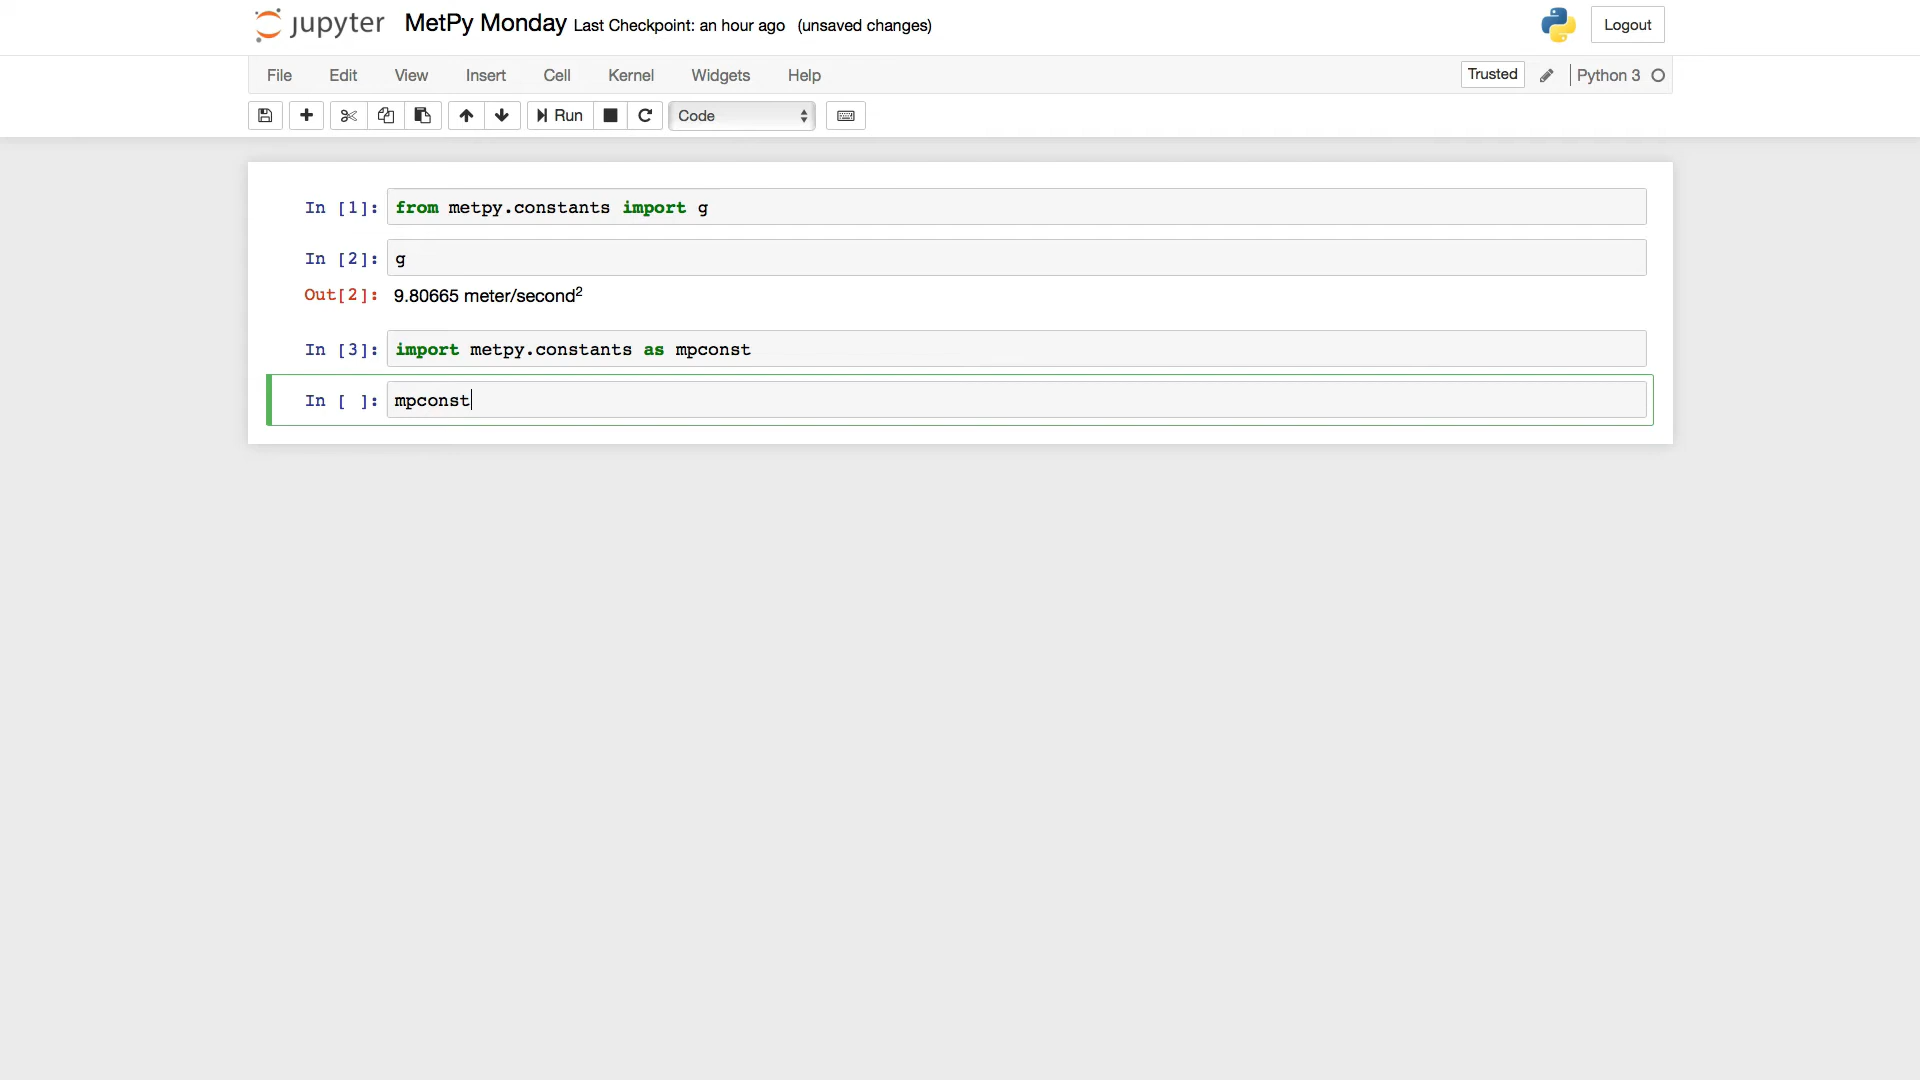 jupyter MetPy Monday Last Checkpoint: an hour ago (unsaved changes) Logout
File Edit View Insert Cell Kernel Widgets Help Trusted Python 3
Run Code
In [1]: from metpy.constants import g
In [2]: g
Out[2]: 9.80665 meter/second²
In [3]: import metpy.constants as mpconst
In [ ]: mpconst